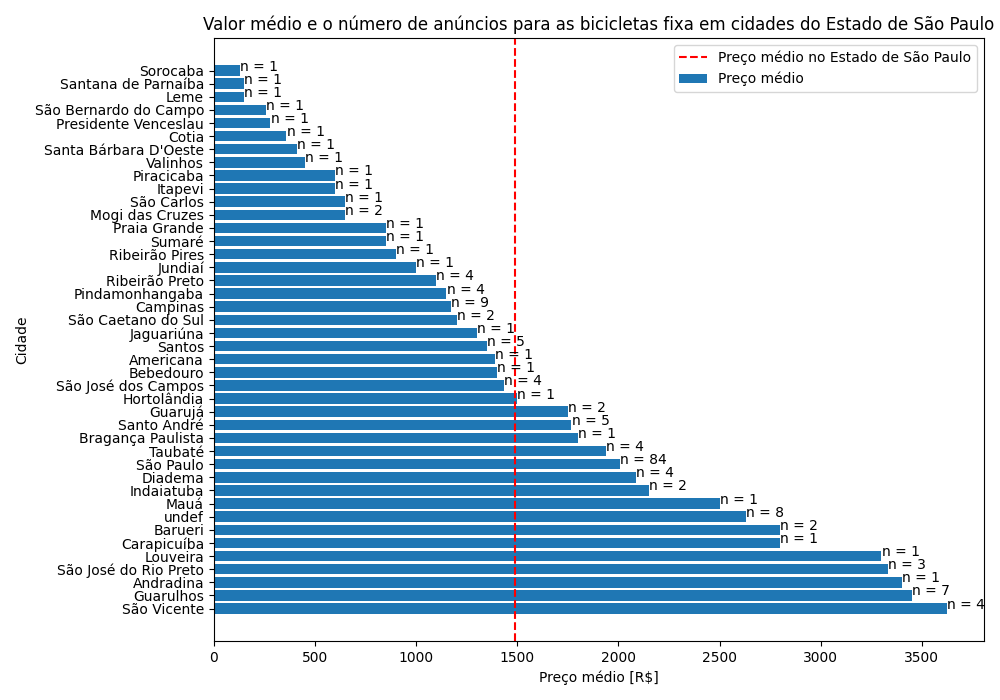 Valor médio e o número de anúncios para as bicicletas fixa em cidades do Estado de São Paulo
Preço médio no Estado de São Paulo
Preço médio
Sorocaba n = 1
Santana de Parnaíba n = 1
Leme n = 1
São Bernardo do Campo n = 1
Presidente Venceslau n = 1
Cotia n = 1
Santa Bárbara D'Oeste n = 1
Valinhos n = 1
Piracicaba n = 1
Itapevi n = 1
São Carlos n = 1
Mogi das Cruzes n = 2
Praia Grande n = 1
Sumaré n = 1
Ribeirão Pires n = 1
Jundiaí n = 1
Ribeirão Preto n = 4
Pindamonhangaba n = 4
Campinas n = 9
São Caetano do Sul n = 2
Jaguariúna n = 1
Santos n = 5
Americana n = 1
Bebedouro n = 1
São José dos Campos n = 4
Hortolândia n = 1
Guarujá n = 2
Santo André n = 5
Bragança Paulista n = 1
Taubaté n = 4
São Paulo n = 84
Diadema n = 4
Indaiatuba n = 2
Mauá n = 1
undef n = 8
Barueri n = 2
Carapicuíba n = 1
Louveira n = 1
São José do Rio Preto n = 3
Andradina n = 1
Guarulhos n = 7
São Vicente n = 4
Cidade
0 500 1000 1500 2000 2500 3000 3500
Preço médio [R$]